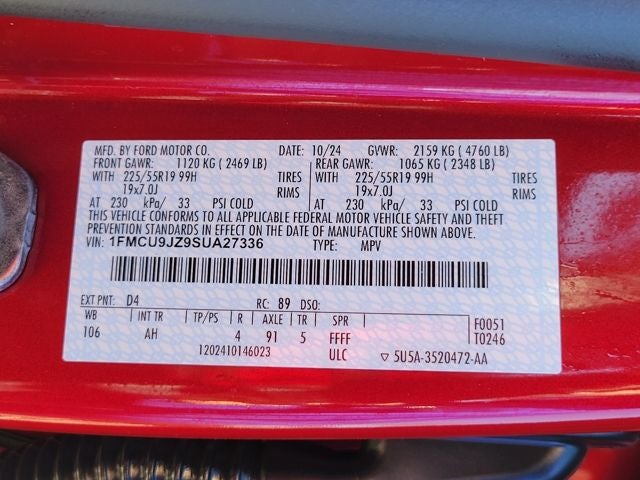 MFD. BY FORD MOTOR CO. DATE: 10/24 GVWR: 2159 KG ( 4760 LB)
FRONT GAWR: 1120 KG ( 2469 LB) REAR GAWR: 1065 KG ( 2348 LB)
WITH 225/55R19 99H TIRES WITH 225/55R19 99H TIRES
19x7.0J RIMS 19x7.0J RIMS
AT 230 kPa/ 33 PSI COLD AT 230 kPa/ 33 PSI COLD
THIS VEHICLE CONFORMS TO ALL APPLICABLE FEDERAL MOTOR VEHICLE SAFETY AND THEFT
PREVENTION STANDARDS IN EFFECT ON THE DATE OF MANUFACTURE SHOWN ABOVE.
VIN: 1FMCU9JZ9SUA27336 TYPE: MPV
EXT PNT: D4 RC: 89 DSO:
WB INT TR TP/PS R AXLE TR SPR F0051
106 AH 4 91 5 FFFF T0246
1202410146023 ULC ▽ 5U5A-3520472-AA